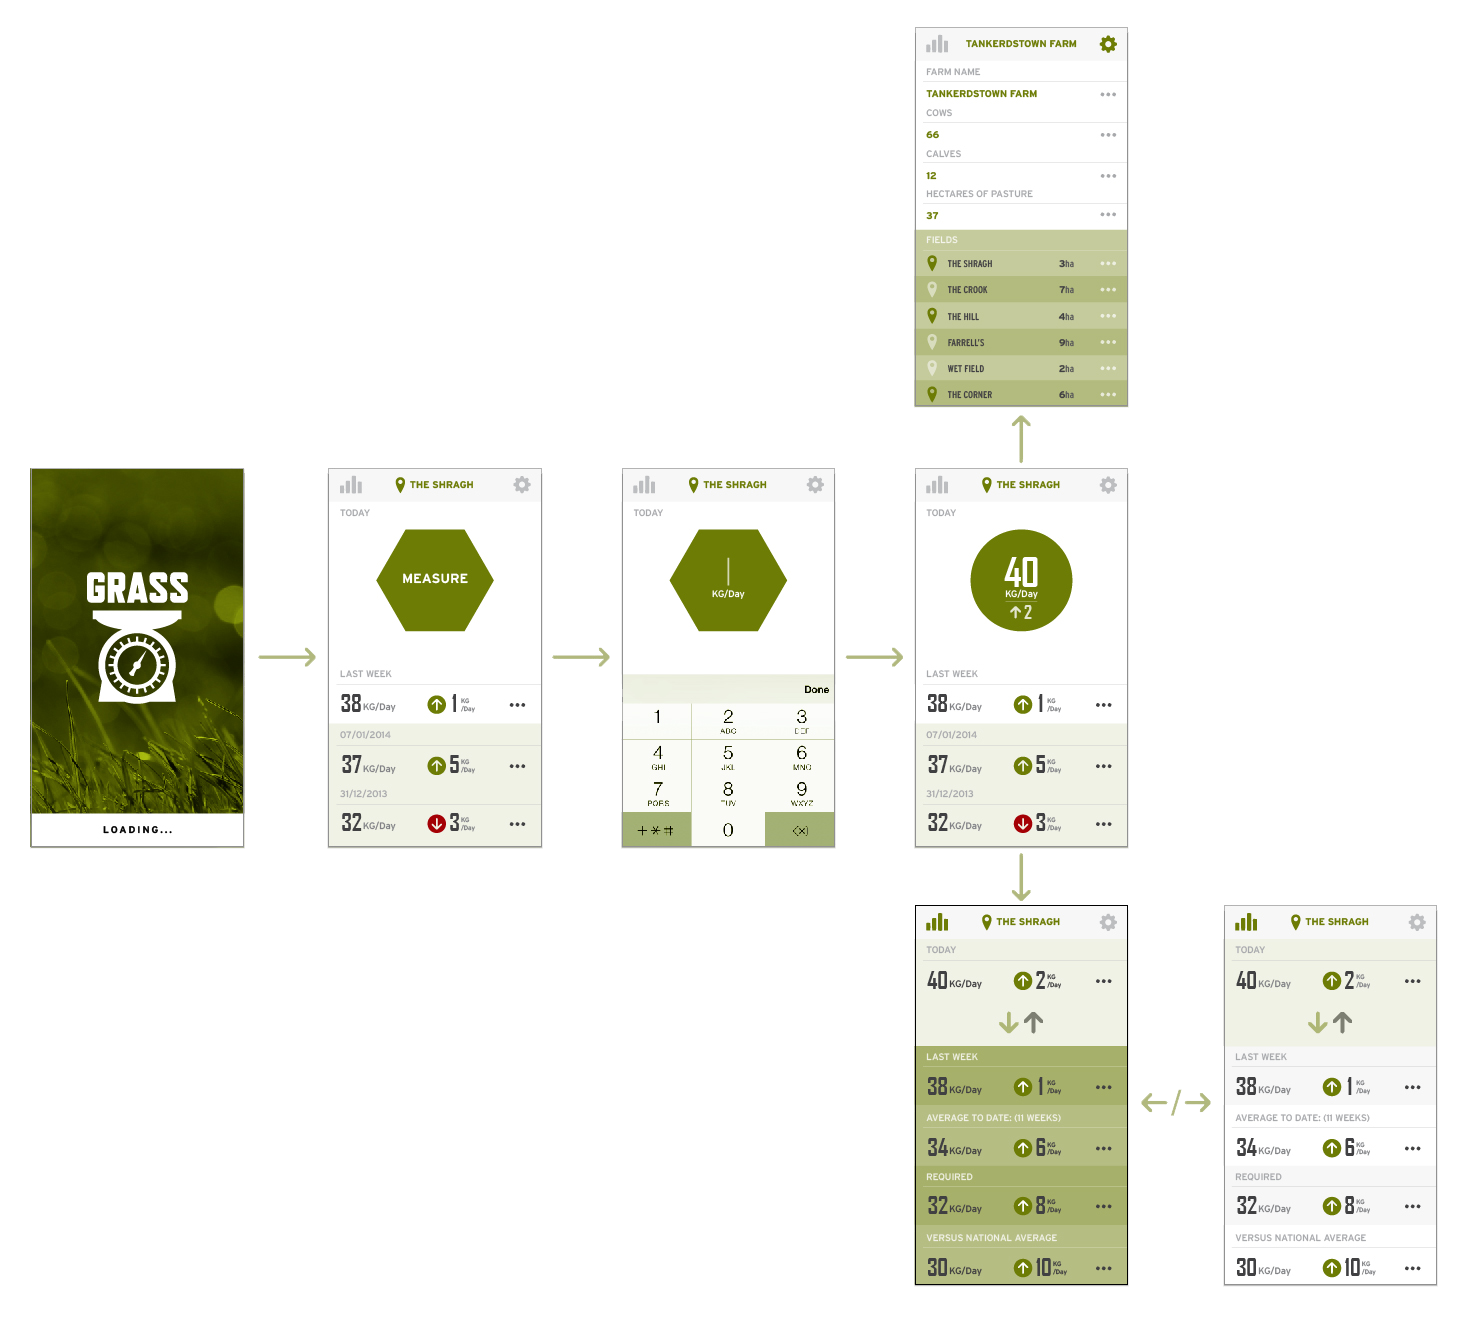 TANKERDSTOWN FARM
FARM NAME
TANKERDSTOWN FARM
COWS
66
CALVES
12
HECTARES OF PASTURE
37
FIELDS
THE SHRAGH 3ha
THE CROOK 7ha
THE HILL 4ha
FARRELL'S 9ha
WET FIELD 2ha
THE CORNER 6ha
GRASS
LOADING...
THE SHRAGH
TODAY
MEASURE
LAST WEEK
38 KG/Day 1 KG/Day
07/01/2014
37 KG/Day 5 KG/Day
31/12/2013
32 KG/Day 3 KG/Day
THE SHRAGH
TODAY
KG/Day
Done
1 2 3
ABC DEF
4 5 6
GHI JKL MNO
7 8 9
PQRS TUV WXYZ
+*# 0
THE SHRAGH
TODAY
40
KG/Day
2
LAST WEEK
38 KG/Day 1 KG/Day
07/01/2014
37 KG/Day 5 KG/Day
31/12/2013
32 KG/Day 3 KG/Day
THE SHRAGH
TODAY
40 KG/Day 2 KG/Day
LAST WEEK
38 KG/Day 1 KG/Day
AVERAGE TO DATE: (11 WEEKS)
34 KG/Day 6 KG/Day
REQUIRED
32 KG/Day 8 KG/Day
VERSUS NATIONAL AVERAGE
30 KG/Day 10 KG/Day
/
THE SHRAGH
TODAY
40 KG/Day 2 KG/Day
LAST WEEK
38 KG/Day 1 KG/Day
AVERAGE TO DATE: (11 WEEKS)
34 KG/Day 6 KG/Day
REQUIRED
32 KG/Day 8 KG/Day
VERSUS NATIONAL AVERAGE
30 KG/Day 10 KG/Day